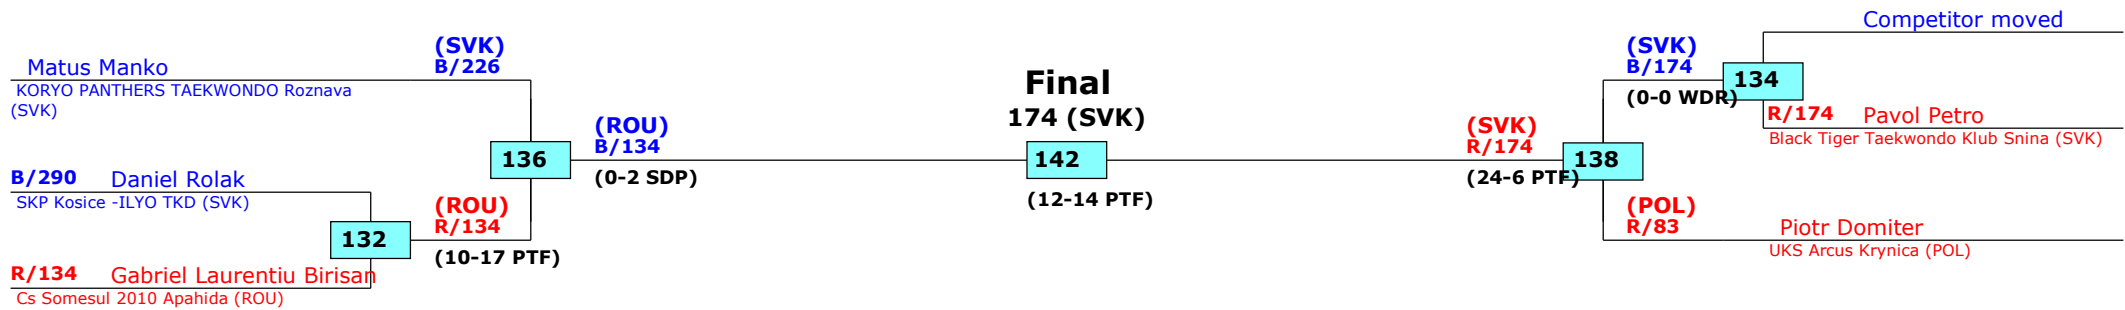 Matus Manko
KORYO PANTHERS TAEKWONDO Roznava
(SVK)
(SVK)
B/226
B/290 Daniel Rolak
SKP Kosice -ILYO TKD (SVK)
132
R/134 Gabriel Laurentiu Birisan
Cs Somesul 2010 Apahida (ROU)
(ROU)
R/134
(10-17 PTF)
136
(ROU)
B/134
(0-2 SDP)
Final
174 (SVK)
142
(12-14 PTF)
(SVK)
R/174
(24-6 PTF)
138
(SVK)
B/174
(0-0 WDR)
134
Competitor moved
R/174 Pavol Petro
Black Tiger Taekwondo Klub Snina (SVK)
(POL)
R/83
Piotr Domiter
UKS Arcus Krynica (POL)